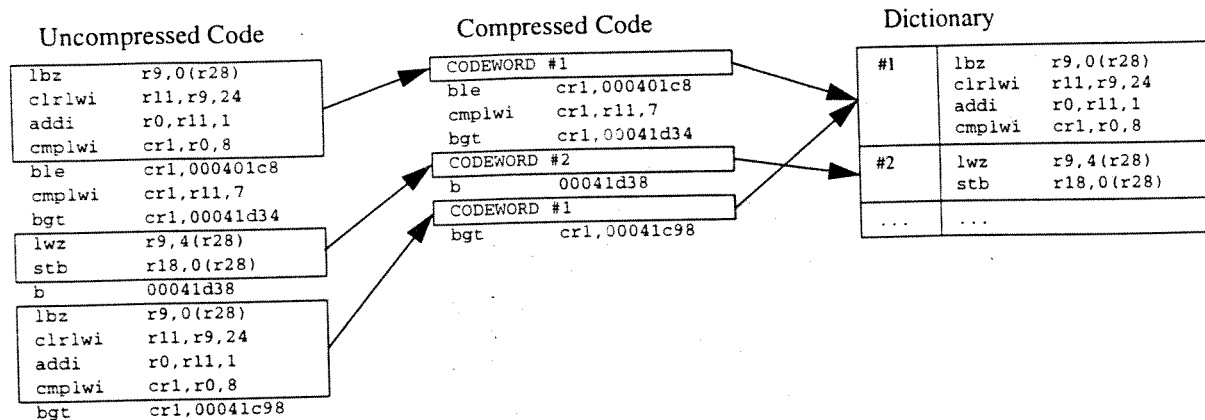 Uncompressed Code
lbz r9,0(r28)
clrlwi r11,r9,24
addi r0,r11,1
cmplwi cr1,r0,8
ble cr1,000401c8
cmplwi cr1,r11,7
bgt cr1,00041d34
lwz r9,4(r28)
stb r18,0(r28)
b 00041d38
lbz r9,0(r28)
clrlwi r11,r9,24
addi r0,r11,1
cmplwi cr1,r0,8
bgt cr1,00041c98
Compressed Code
CODEWORD #1
ble cr1,000401c8
cmplwi cr1,r11,7
bgt cr1,00041d34
CODEWORD #2
b 00041d38
CODEWORD #1
bgt cr1,00041c98
Dictionary
#1 lbz r9,0(r28)
clrlwi r11,r9,24
addi r0,r11,1
cmplwi cr1,r0,8
#2 lwz r9,4(r28)
stb r18,0(r28)
... ...